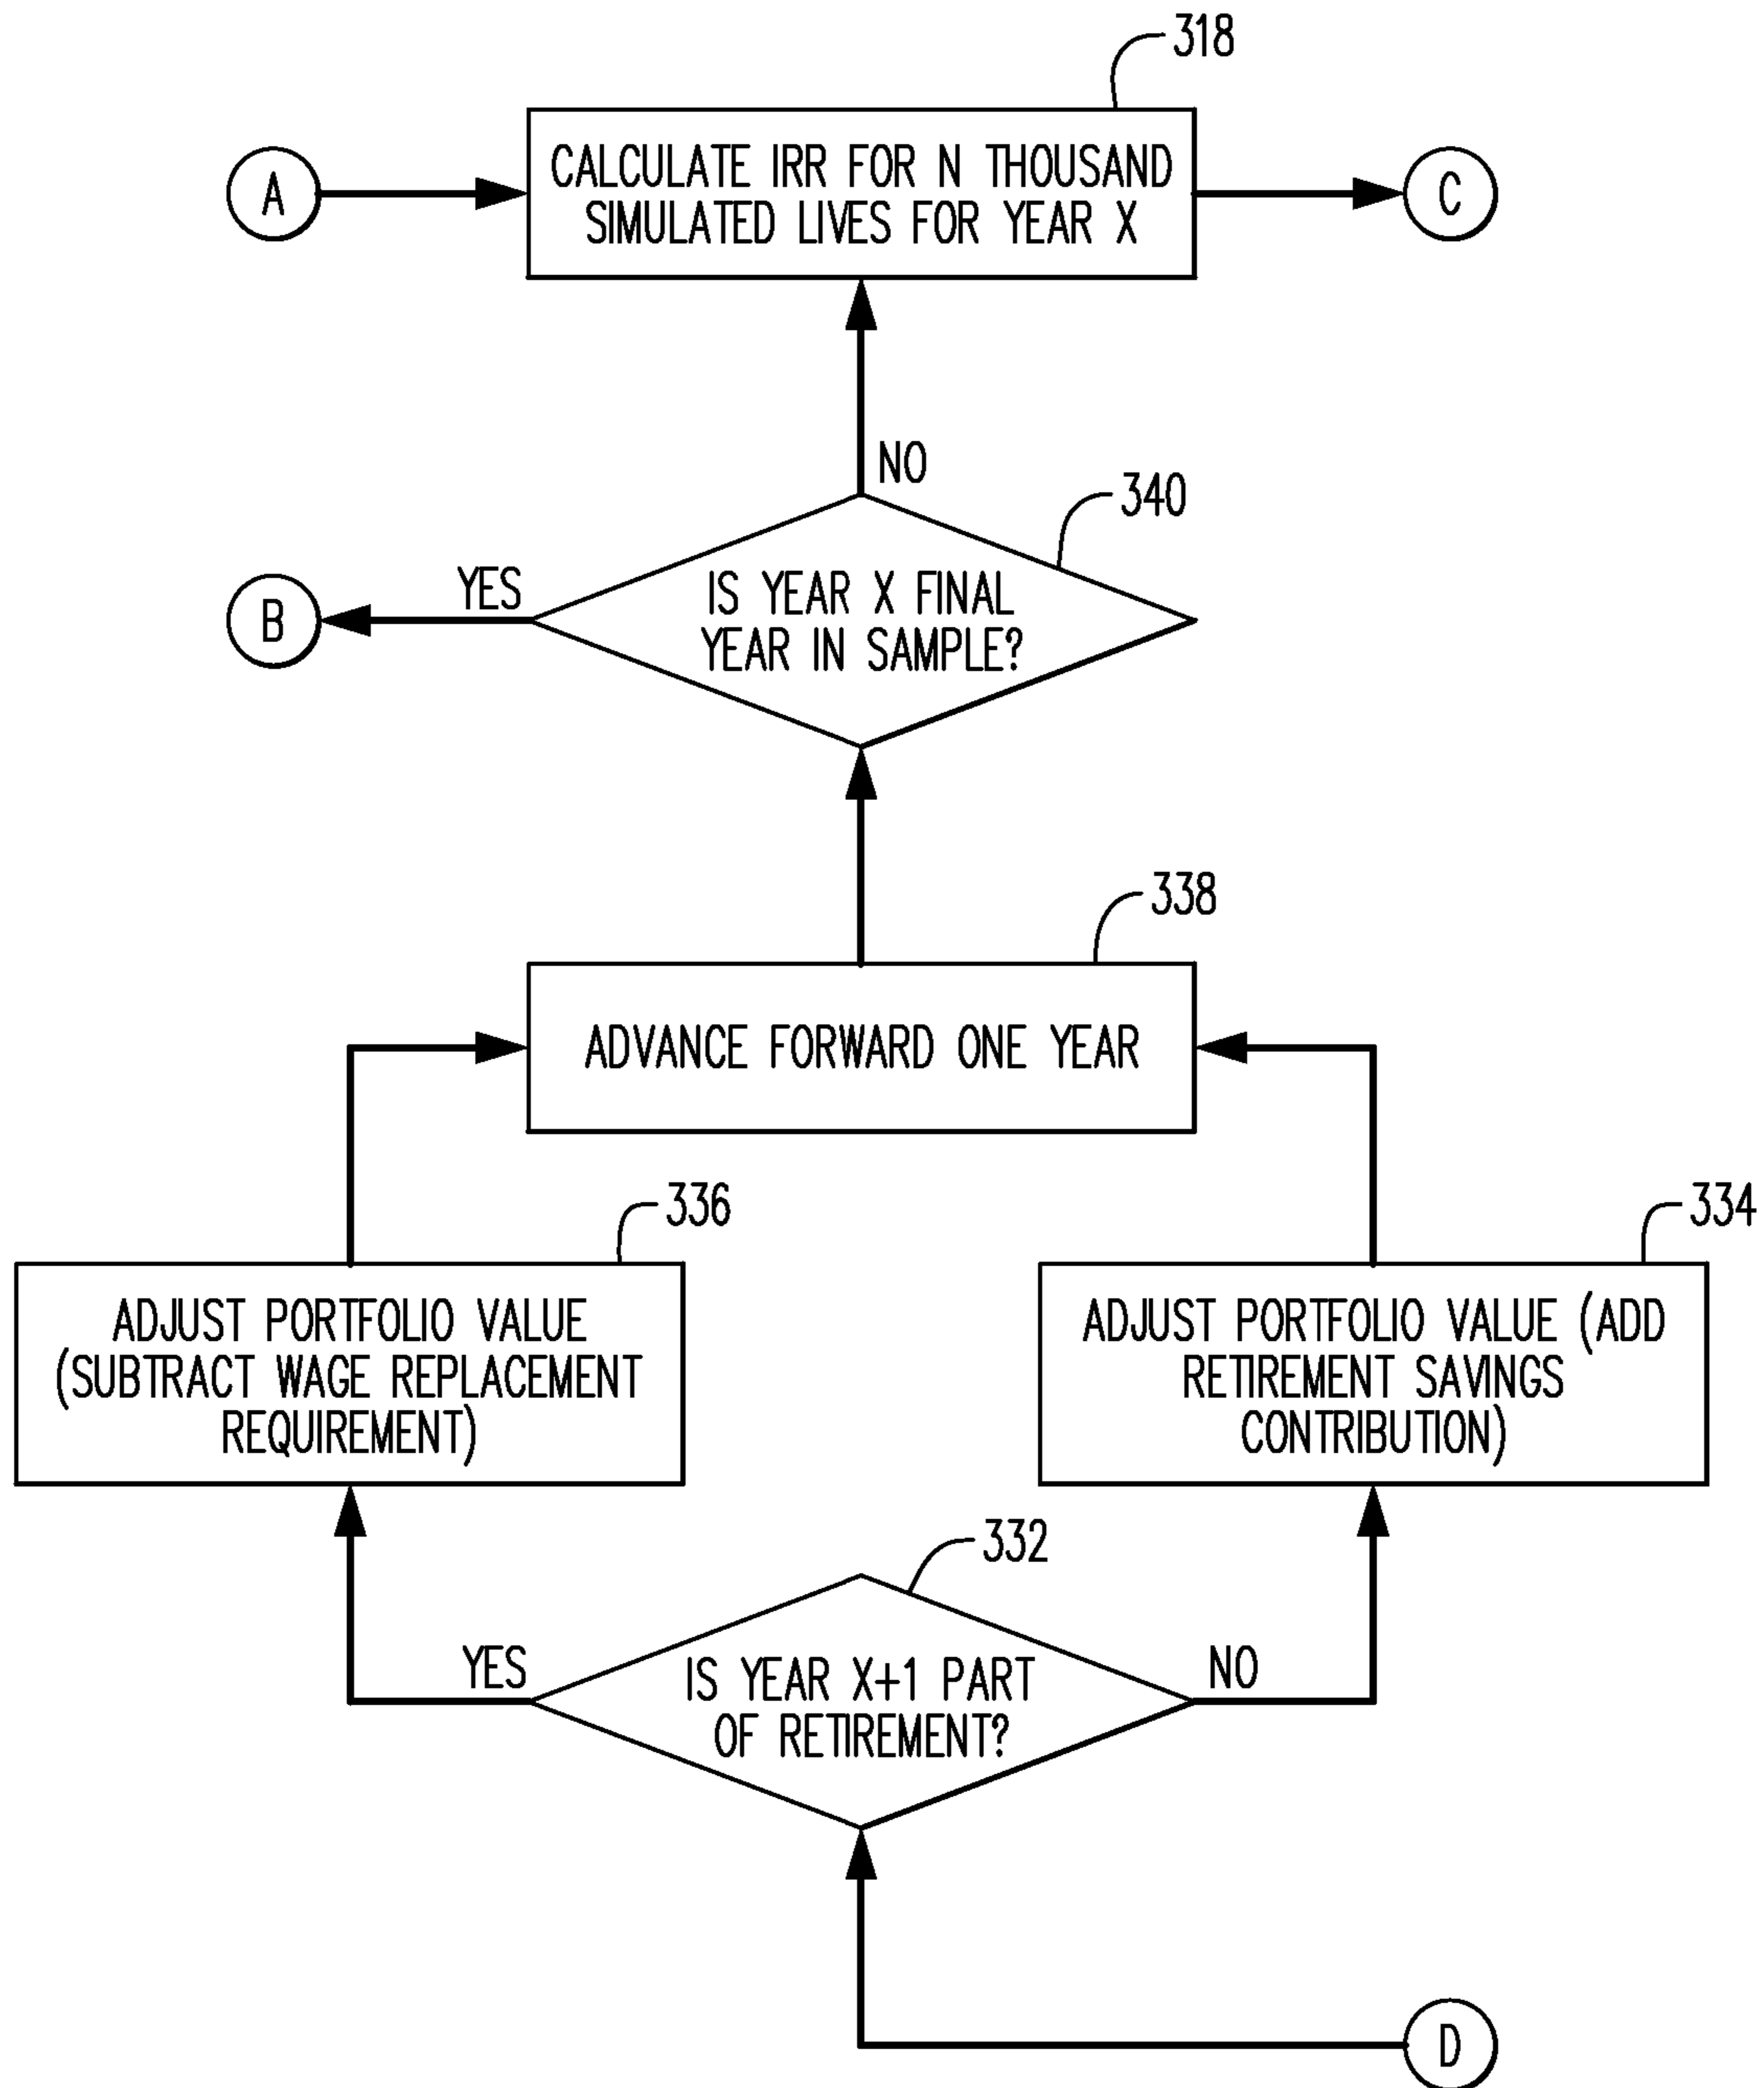 318
A
CALCULATE IRR FOR N THOUSAND
SIMULATED LIVES FOR YEAR X
C
NO
340
B
YES
IS YEAR X FINAL
YEAR IN SAMPLE?
338
ADVANCE FORWARD ONE YEAR
336
334
ADJUST PORTFOLIO VALUE
(SUBTRACT WAGE REPLACEMENT
REQUIREMENT)
ADJUST PORTFOLIO VALUE (ADD
RETIREMENT SAVINGS
CONTRIBUTION)
332
YES
IS YEAR X+1 PART
OF RETIREMENT?
NO
D